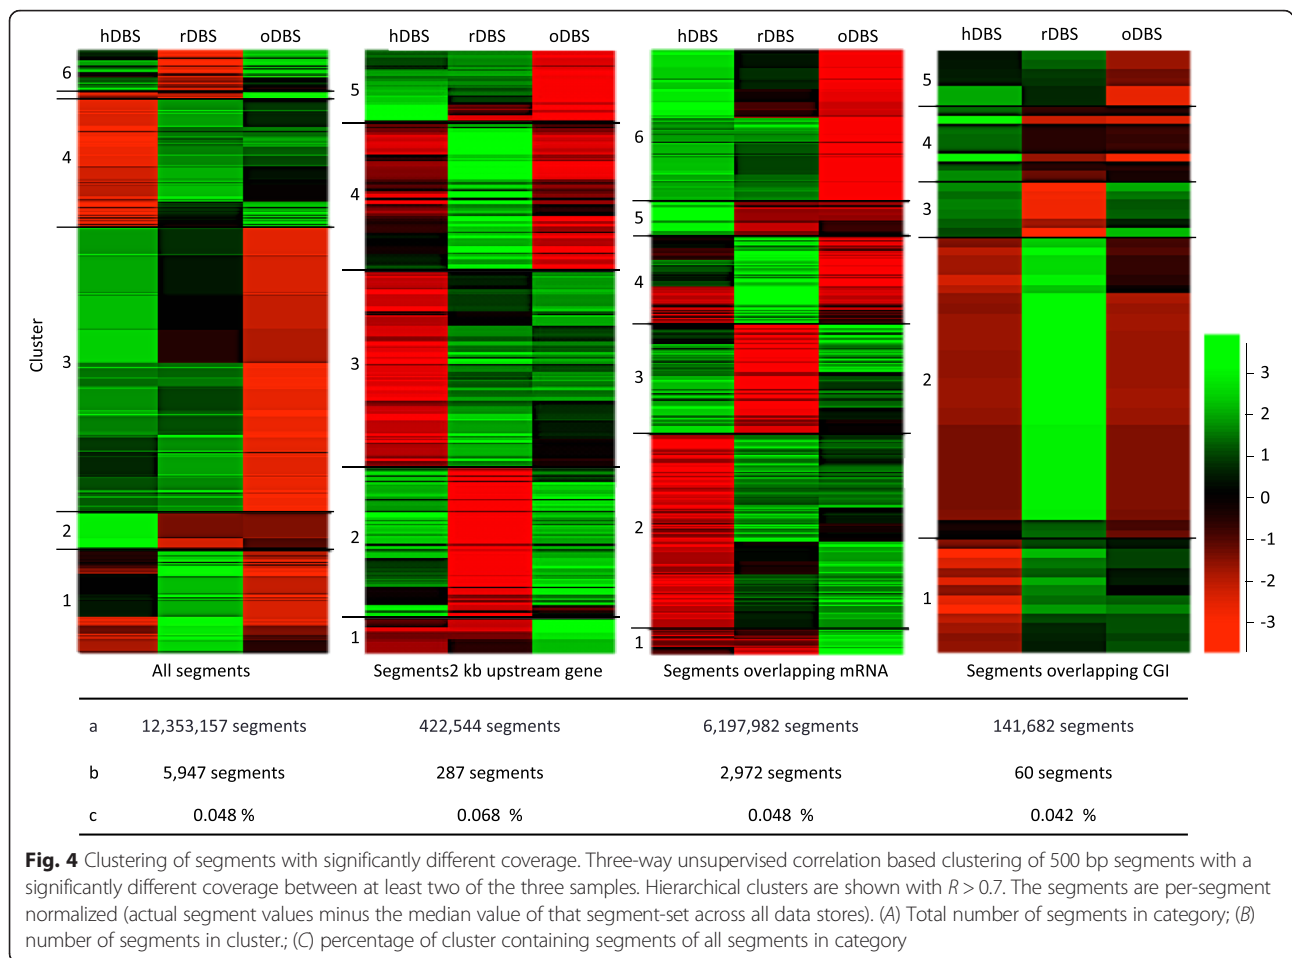 hDBS rDBS oDBS hDBS rDBS oDBS hDBS rDBS oDBS hDBS rDBS oDBS
Cluster
6
4
3
2
1
5
4
3
2
1
6
5
4
3
2
1
5
4
3
2
1
3
2
1
0
-1
-2
-3
All segments Segments2 kb upstream gene Segments overlapping mRNA Segments overlapping CGI
a 12,353,157 segments 422,544 segments 6,197,982 segments 141,682 segments
b 5,947 segments 287 segments 2,972 segments 60 segments
c 0.048 % 0.068 % 0.048 % 0.042 %
Fig. 4 Clustering of segments with significantly different coverage. Three-way unsupervised correlation based clustering of 500 bp segments with a
significantly different coverage between at least two of the three samples. Hierarchical clusters are shown with R > 0.7. The segments are per-segment
normalized (actual segment values minus the median value of that segment-set across all data stores). (A) Total number of segments in category; (B)
number of segments in cluster.; (C) percentage of cluster containing segments of all segments in category